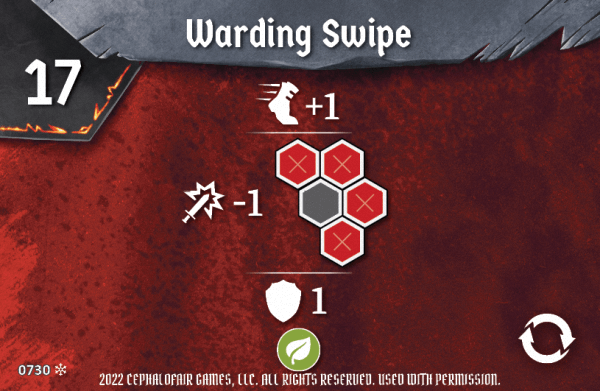 Warding Swipe
17
+1
-1
1
0730
2022 CEPHALOFAIR GAMES, LLC. ALL RIGHTS RESERVED. USED WITH PERMISSION.